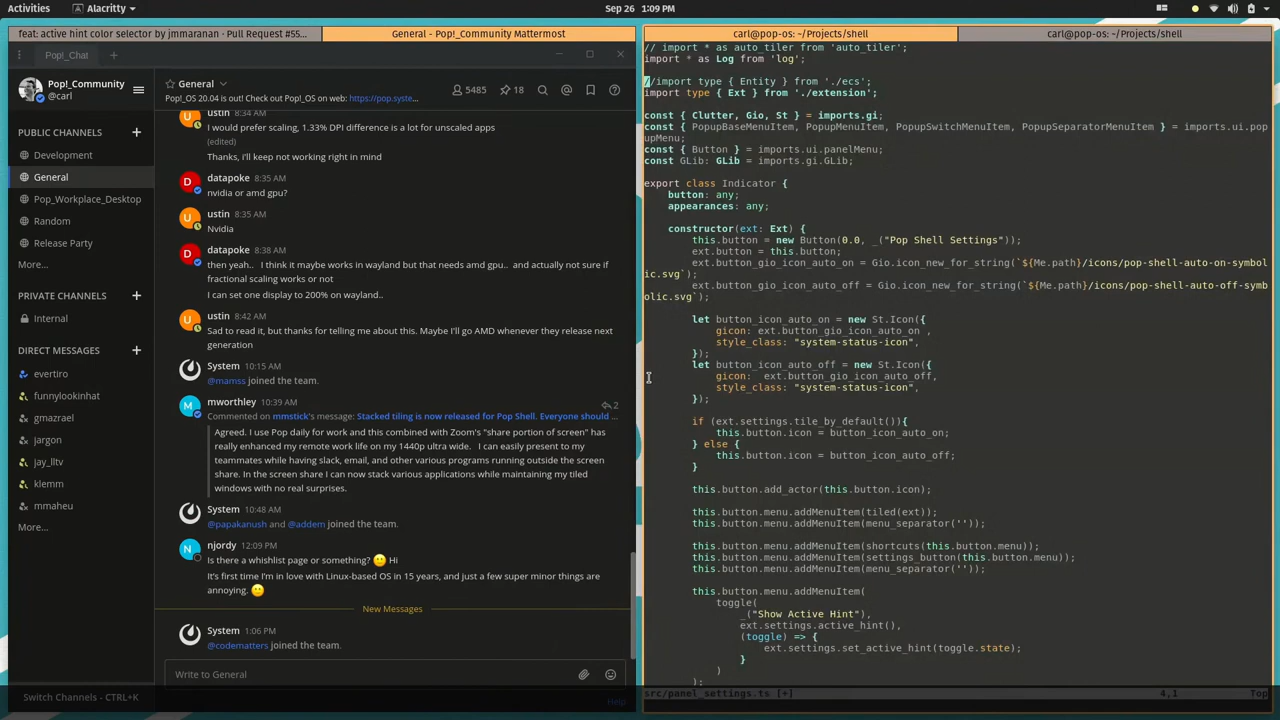 Activities
Alacritty
Sep 26 1:09 PM
feat: active hint color selector by jmmaranan · Pull Request #55...
General - Pop!_Community Mattermost
carl@pop-os: ~/Projects/shell
carl@pop-os: ~/Projects/shell
Pop!_Chat
Pop!_Community
@carl
PUBLIC CHANNELS
Development
General
Pop_Workplace_Desktop
Random
Release Party
More...
PRIVATE CHANNELS
Internal
DIRECT MESSAGES
evertiro
funnylookinhat
gmazrael
jargon
jay_lltv
klemm
mmaheu
More...
Switch Channels - CTRL+K
General
Pop!_OS 20.04 is out! Check out Pop!_OS on web: https://pop.syste...
5485
18
ustin 8:34 AM
I would prefer scaling, 1.33% DPI difference is a lot for unscaled apps
(edited)
Thanks, I'll keep not working right in mind
datapoke 8:35 AM
nvidia or amd gpu?
ustin 8:35 AM
Nvidia
datapoke 8:38 AM
then yeah.. I think it maybe works in wayland but that needs amd gpu.. and actually not sure if
fractional scaling works or not
I can set one display to 200% on wayland..
ustin 8:42 AM
Sad to read it, but thanks for telling me about this. Maybe I'll go AMD whenever they release next
generation
System 10:15 AM
@mamss joined the team.
mworthley 10:39 AM
2
Commented on mmstick's message: Stacked tiling is now released for Pop Shell. Everyone should ...
Agreed. I use Pop daily for work and this combined with Zoom's "share portion of screen" has
really enhanced my remote work life on my 1440p ultra wide. I can easily present to my
teammates while having slack, email, and other various programs running outside the screen
share. In the screen share I can now stack various applications while maintaining my tiled
windows with no real surprises.
System 10:48 AM
@papakanush and @addem joined the team.
njordy 12:09 PM
Is there a whishlist page or something? Hi
It's first time I'm in love with Linux-based OS in 15 years, and just a few super minor things are
annoying.
New Messages
System 1:06 PM
@codematters joined the team.
Write to General
Help
// import * as auto_tiler from 'auto_tiler';
import * as Log from 'log';
//import type { Entity } from './ecs';
import type { Ext } from './extension';
const { Clutter, Gio, St } = imports.gi;
const { PopupBaseMenuItem, PopupMenuItem, PopupSwitchMenuItem, PopupSeparatorMenuItem } = imports.ui.pop
upMenu;
const { Button } = imports.ui.panelMenu;
const GLib: GLib = imports.gi.GLib;
export class Indicator {
button: any;
appearances: any;
constructor(ext: Ext) {
this.button = new Button(0.0, _("Pop Shell Settings"));
ext.button = this.button;
ext.button_gio_icon_auto_on = Gio.icon_new_for_string(`${Me.path}/icons/pop-shell-auto-on-symbol
ic.svg`);
ext.button_gio_icon_auto_off = Gio.icon_new_for_string(`${Me.path}/icons/pop-shell-auto-off-symb
olic.svg`);
let button_icon_auto_on = new St.Icon({
gicon: ext.button_gio_icon_auto_on ,
style_class: "system-status-icon",
});
let button_icon_auto_off = new St.Icon({
gicon:  ext.button_gio_icon_auto_off,
style_class: "system-status-icon",
});
if (ext.settings.tile_by_default()){
this.button.icon = button_icon_auto_on;
} else {
this.button.icon = button_icon_auto_off;
}
this.button.add_actor(this.button.icon);
this.button.menu.addMenuItem(tiled(ext));
this.button.menu.addMenuItem(menu_separator(''));
this.button.menu.addMenuItem(shortcuts(this.button.menu));
this.button.menu.addMenuItem(settings_button(this.button.menu));
this.button.menu.addMenuItem(menu_separator(''));
this.button.menu.addMenuItem(
toggle(
_("Show Active Hint"),
ext.settings.active_hint(),
(toggle) => {
ext.settings.set_active_hint(toggle.state);
}
)
);
src/panel_settings.ts [+]
4,1
Top